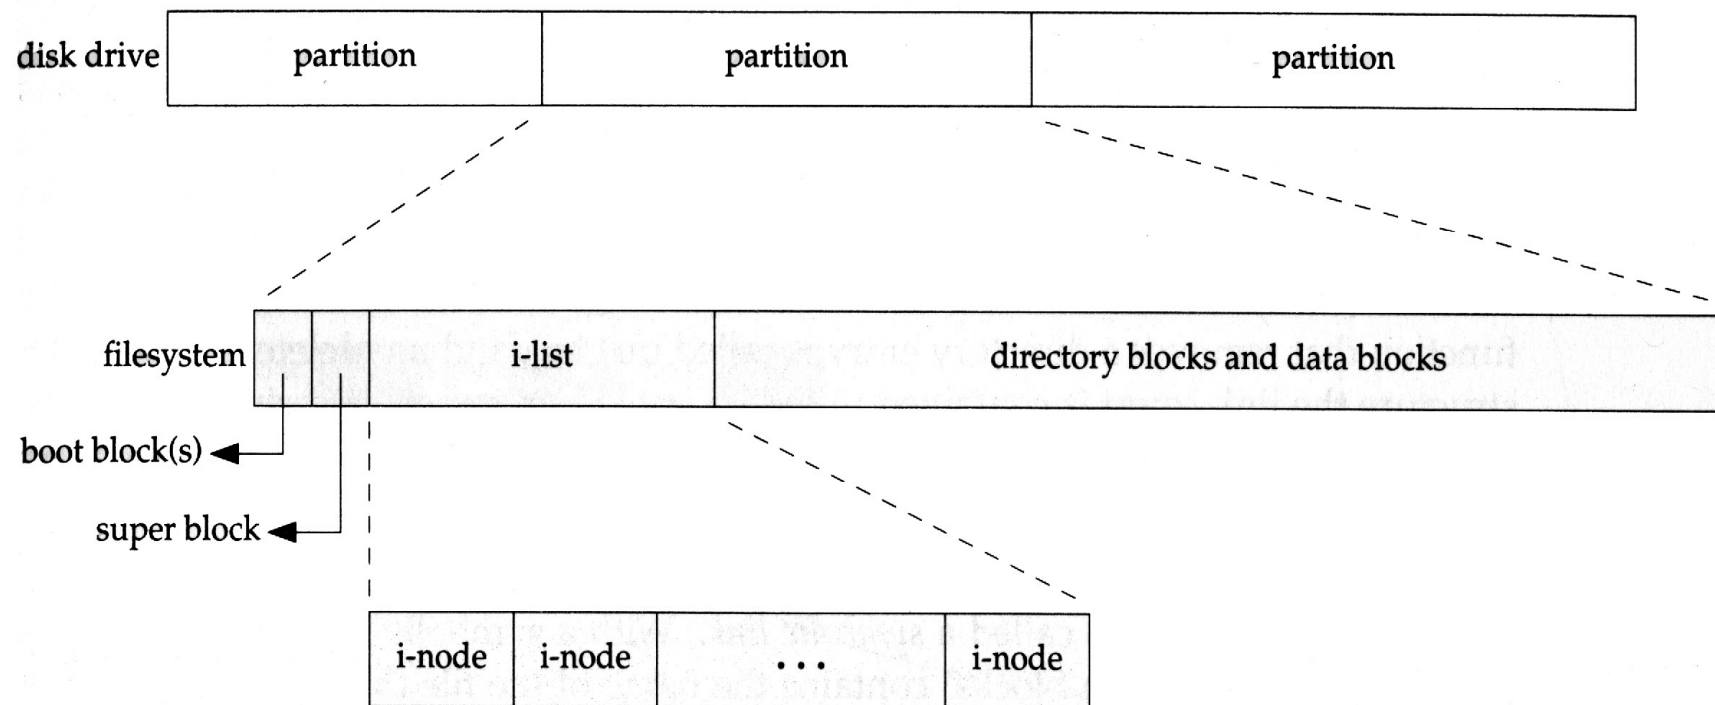 disk drive partition partition partition
filesystem i-list directory blocks and data blocks
boot block(s)
super block
i-node i-node ... i-node